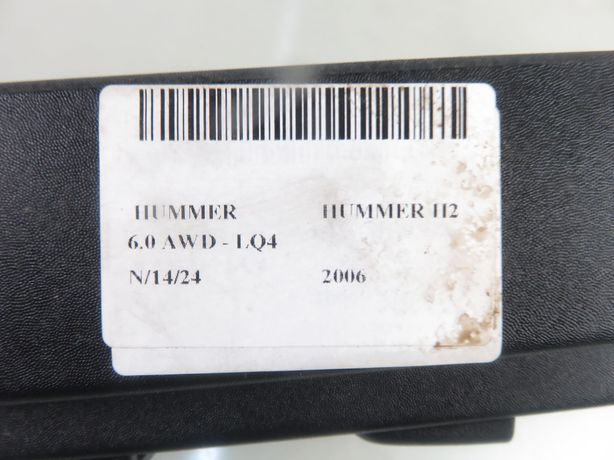 HUMMER HUMMER H2
6.0 AWD - LQ4
N/14/24 2006